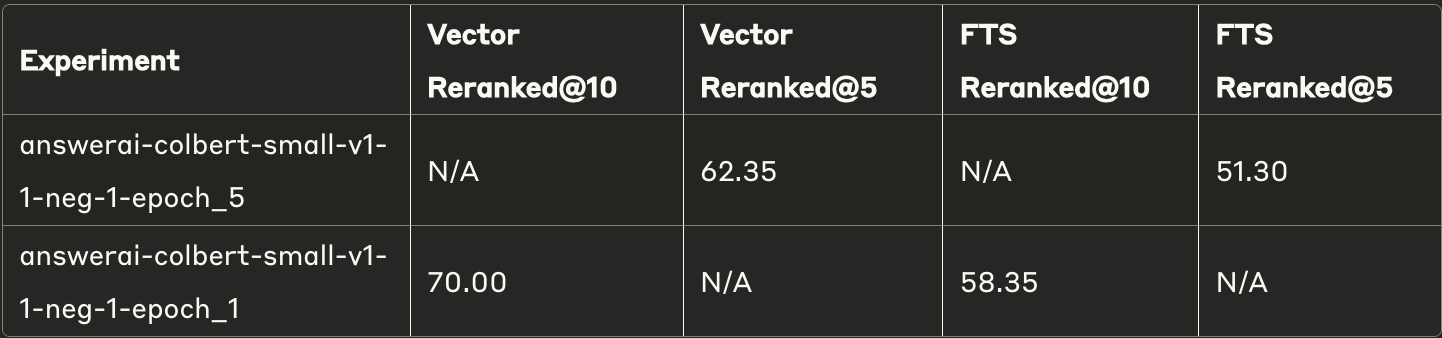 Experiment
Vector
Reranked@10
Vector
Reranked@5
FTS
Reranked@10
FTS
Reranked@5
answerai-colbert-small-v1-
1-neg-1-epoch_5
N/A
62.35
N/A
51.30
answerai-colbert-small-v1-
1-neg-1-epoch_1
70.00
N/A
58.35
N/A